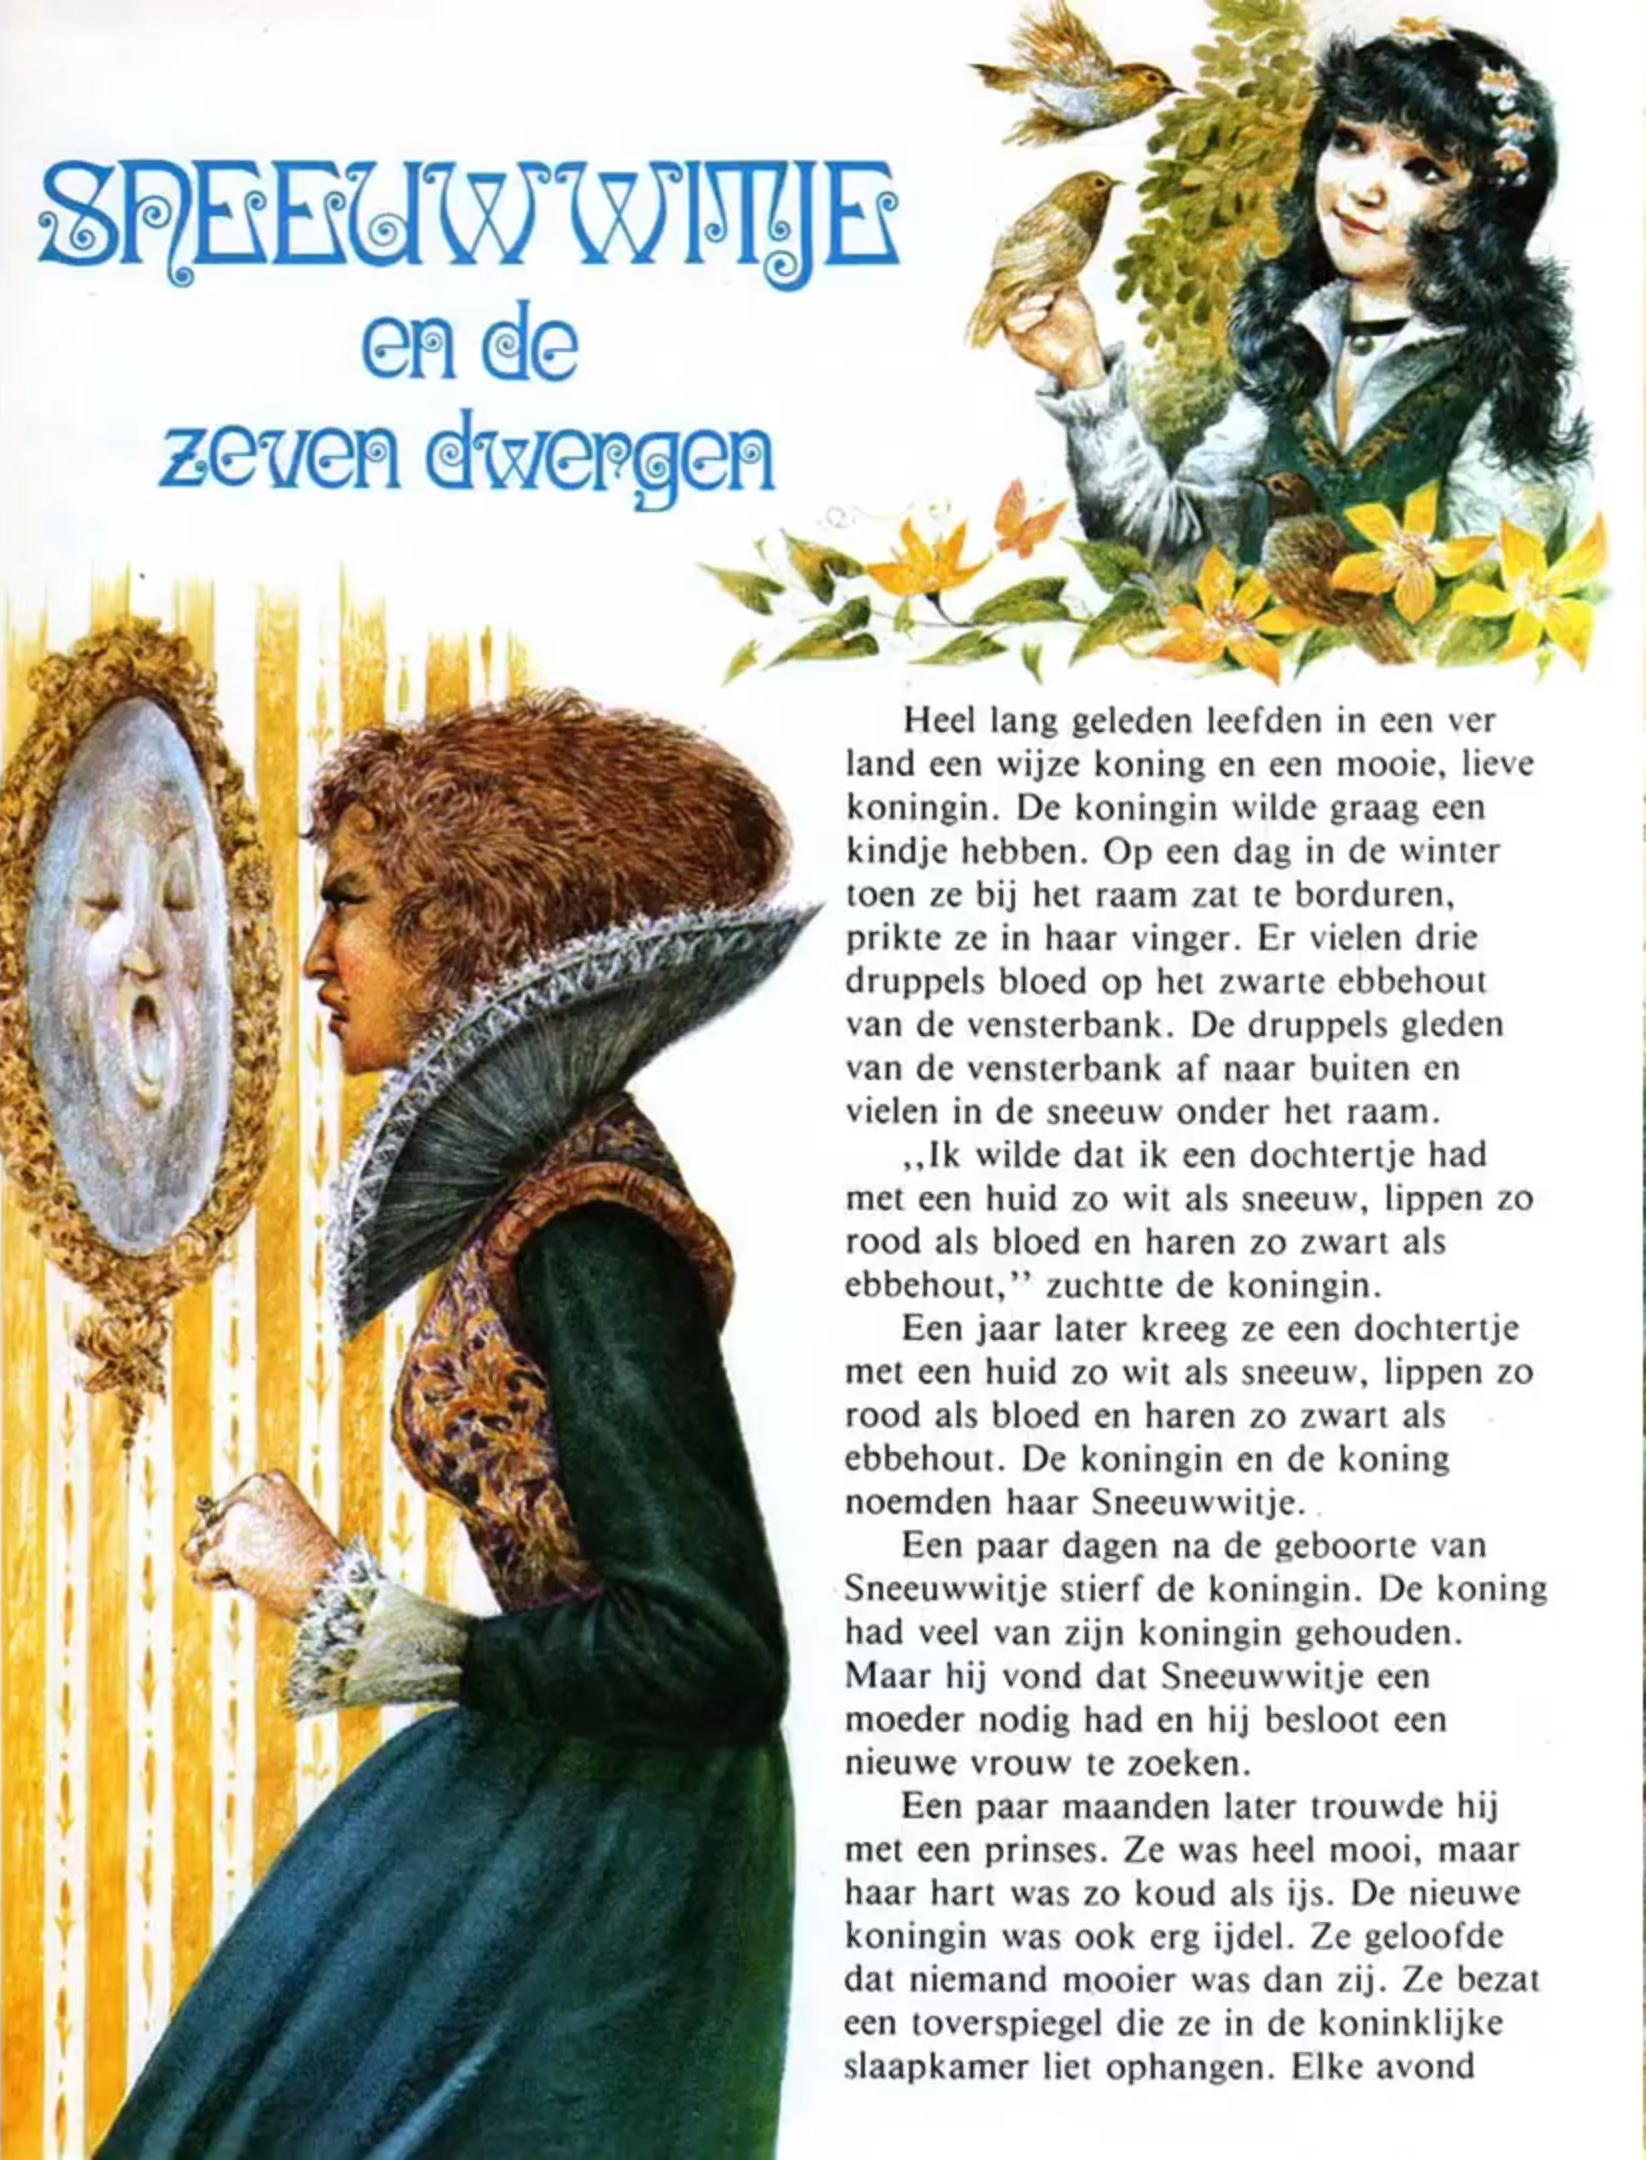 SNEEUWWITJE
en de
zeven dwergen
Heel lang geleden leefden in een ver
land een wijze koning en een mooie, lieve
koningin. De koningin wilde graag een
kindje hebben. Op een dag in de winter
toen ze bij het raam zat te borduren,
prikte ze in haar vinger. Er vielen drie
druppels bloed op het zwarte ebbehout
van de vensterbank. De druppels gleden
van de vensterbank af naar buiten en
vielen in de sneeuw onder het raam.
,,Ik wilde dat ik een dochtertje had
met een huid zo wit als sneeuw, lippen zo
rood als bloed en haren zo zwart als
ebbehout,” zuchtte de koningin.
Een jaar later kreeg ze een dochtertje
met een huid zo wit als sneeuw, lippen zo
rood als bloed en haren zo zwart als
ebbehout. De koningin en de koning
noemden haar Sneeuwwitje.
Een paar dagen na de geboorte van
Sneeuwwitje stierf de koningin. De koning
had veel van zijn koningin gehouden.
Maar hij vond dat Sneeuwwitje een
moeder nodig had en hij besloot een
nieuwe vrouw te zoeken.
Een paar maanden later trouwde hij
met een prinses. Ze was heel mooi, maar
haar hart was zo koud als ijs. De nieuwe
koningin was ook erg ijdel. Ze geloofde
dat niemand mooier was dan zij. Ze bezat
een toverspiegel die ze in de koninklijke
slaapkamer liet ophangen. Elke avond